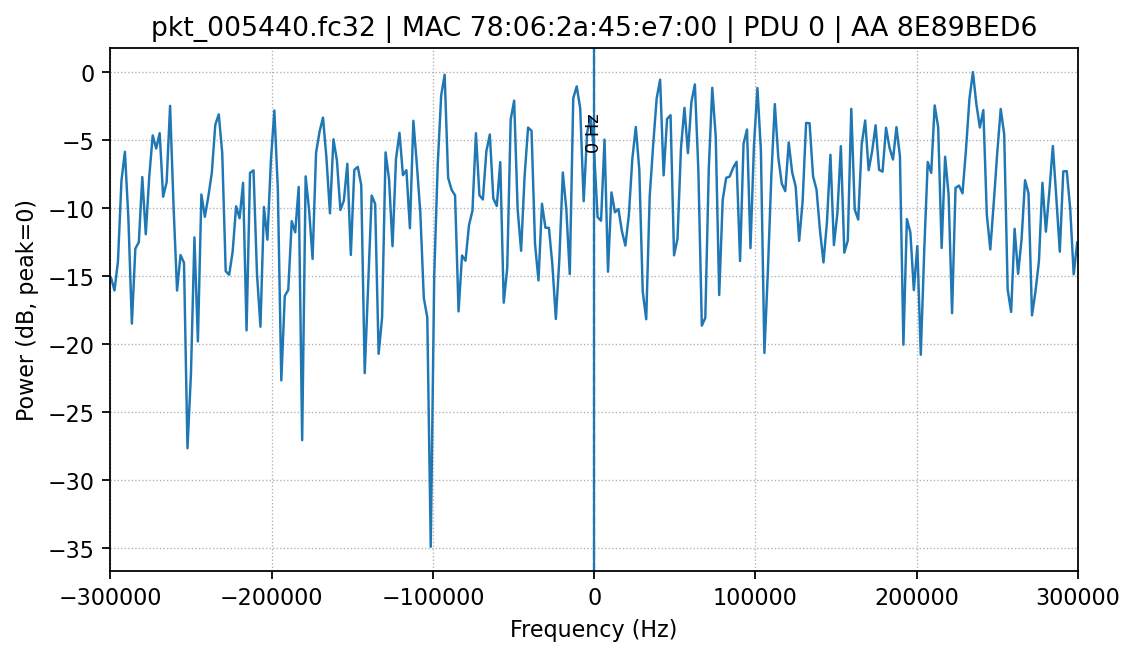 pkt_005440.fc32 | MAC 78:06:2a:45:e7:00 | PDU 0 | AA 8E89BED6
Power (dB, peak=0)
0
−5
−10
−15
−20
−25
−30
−35
0 Hz
−300000 −200000 −100000 0 100000 200000 300000
Frequency (Hz)